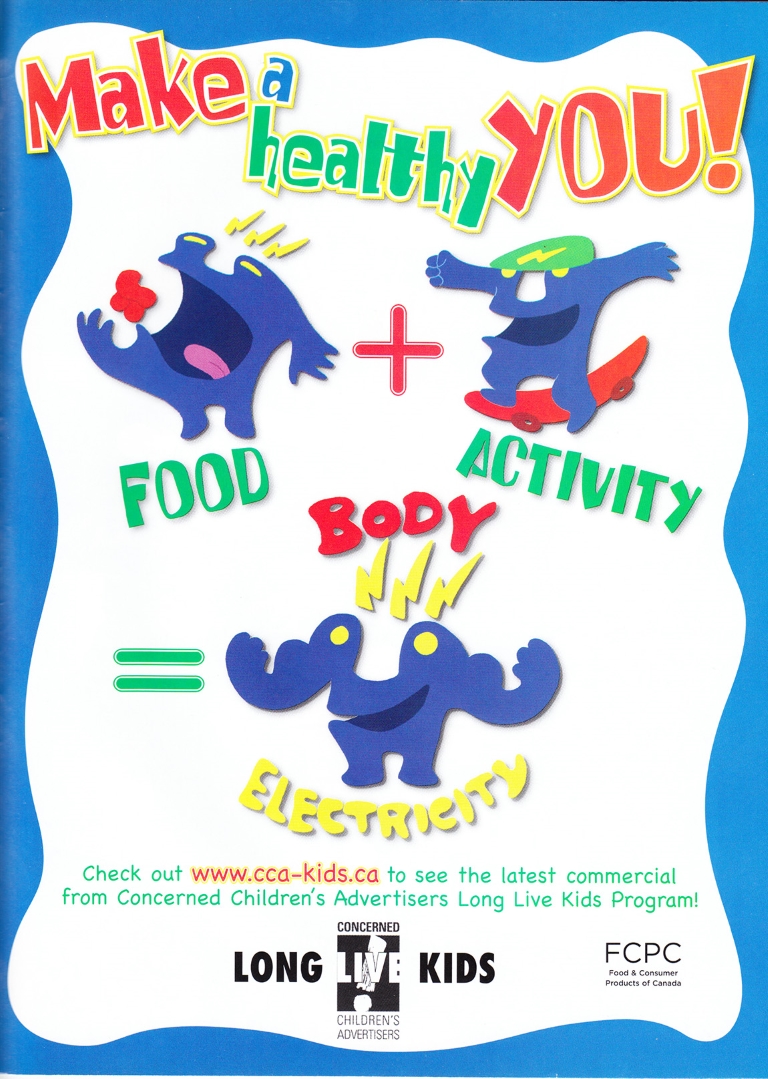 Make a
healthy YOU!
+
FOOD
ACTIVITY
BODY
=
ELECTRICITY
Check out www.cca-kids.ca to see the latest commercial
from Concerned Children's Advertisers Long Live Kids Program!
CONCERNED
LONG LIVE KIDS
CHILDREN'S
ADVERTISERS
FCPC
Food & Consumer
Products of Canada